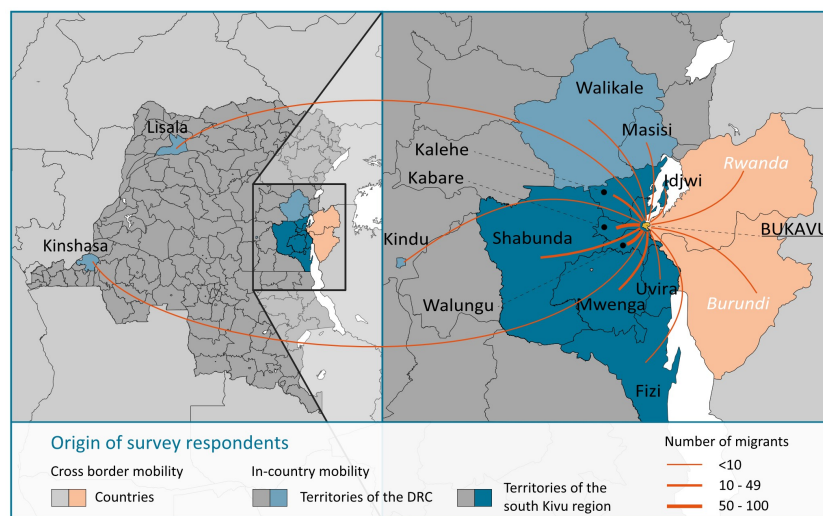 Lisala
Kinshasa
Walikale
Masisi
Kalehe
Kabare
Idjwi
Rwanda
BUKAVU
Kindu
Shabunda
Walungu
Mwenga
Uvira
Burundi
Fizi
Origin of survey respondents
Cross border mobility
Countries
In-country mobility
Territories of the DRC
Territories of the
south Kivu region
Number of migrants
<10
10 - 49
50 - 100